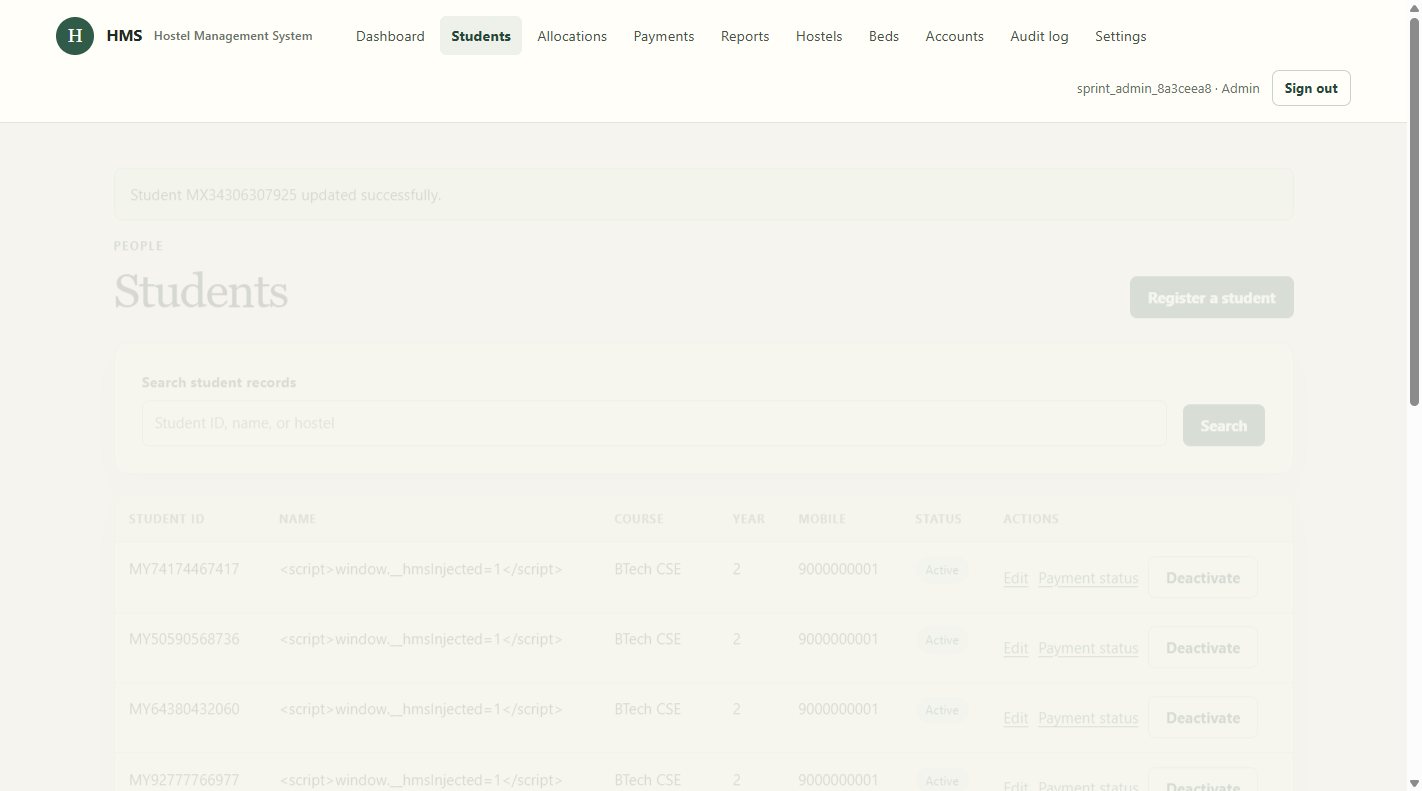 H HMS Hostel Management System Dashboard Students Allocations Payments Reports Hostels Beds Accounts Audit log Settings
sprint_admin_8a3ceea8 · Admin Sign out
Student MX34306307925 updated successfully.
PEOPLE
Students
Register a student
Search student records
Student ID, name, or hostel
Search
STUDENT ID NAME COURSE YEAR MOBILE STATUS ACTIONS
MY74174467417 <script>window.__hmsInjected=1</script> BTech CSE 2 9000000001 Active Edit Payment status Deactivate
MY50590568736 <script>window.__hmsInjected=1</script> BTech CSE 2 9000000001 Active Edit Payment status Deactivate
MY64380432060 <script>window.__hmsInjected=1</script> BTech CSE 2 9000000001 Active Edit Payment status Deactivate
MY92777766977 <script>window.__hmsInjected=1</script> BTech CSE 2 9000000001 Active Edit Payment status Deactivate